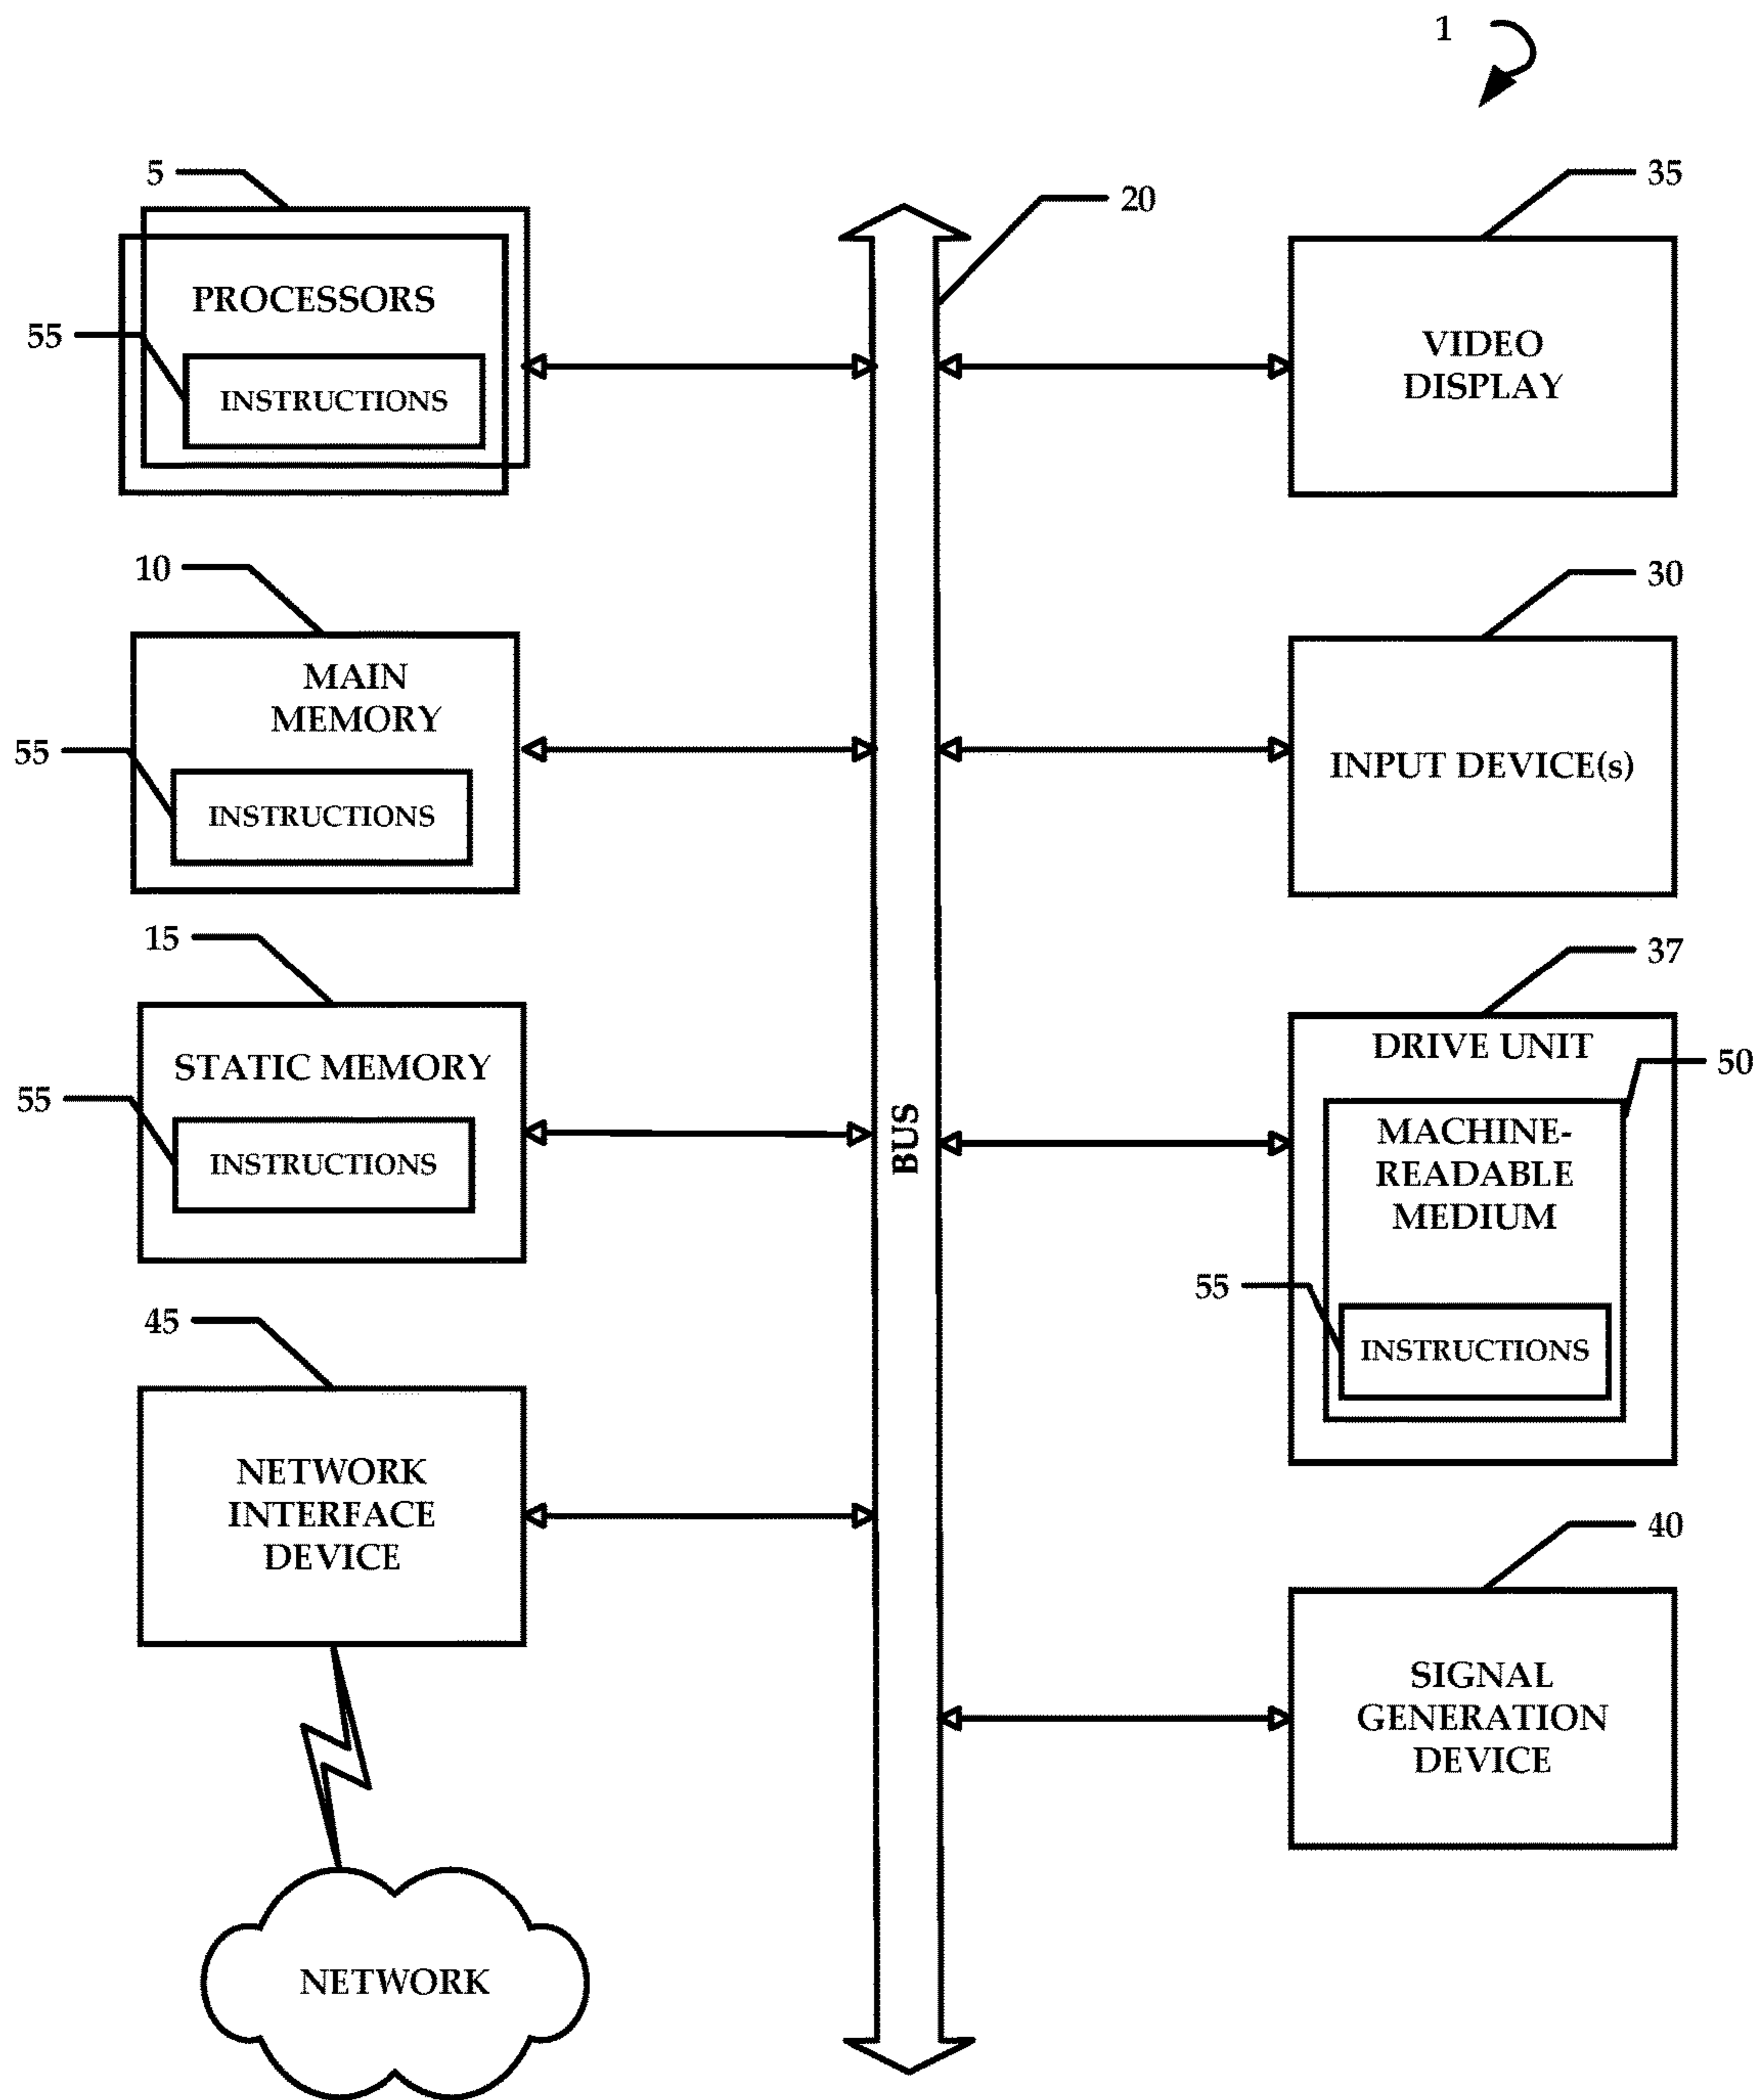 1
5
PROCESSORS
55
INSTRUCTIONS
10
MAIN
MEMORY
55
INSTRUCTIONS
15
STATIC MEMORY
55
INSTRUCTIONS
45
NETWORK
INTERFACE
DEVICE
NETWORK
20
BUS
35
VIDEO
DISPLAY
30
INPUT DEVICE(s)
37
DRIVE UNIT
50
MACHINE-
READABLE
MEDIUM
55
INSTRUCTIONS
40
SIGNAL
GENERATION
DEVICE